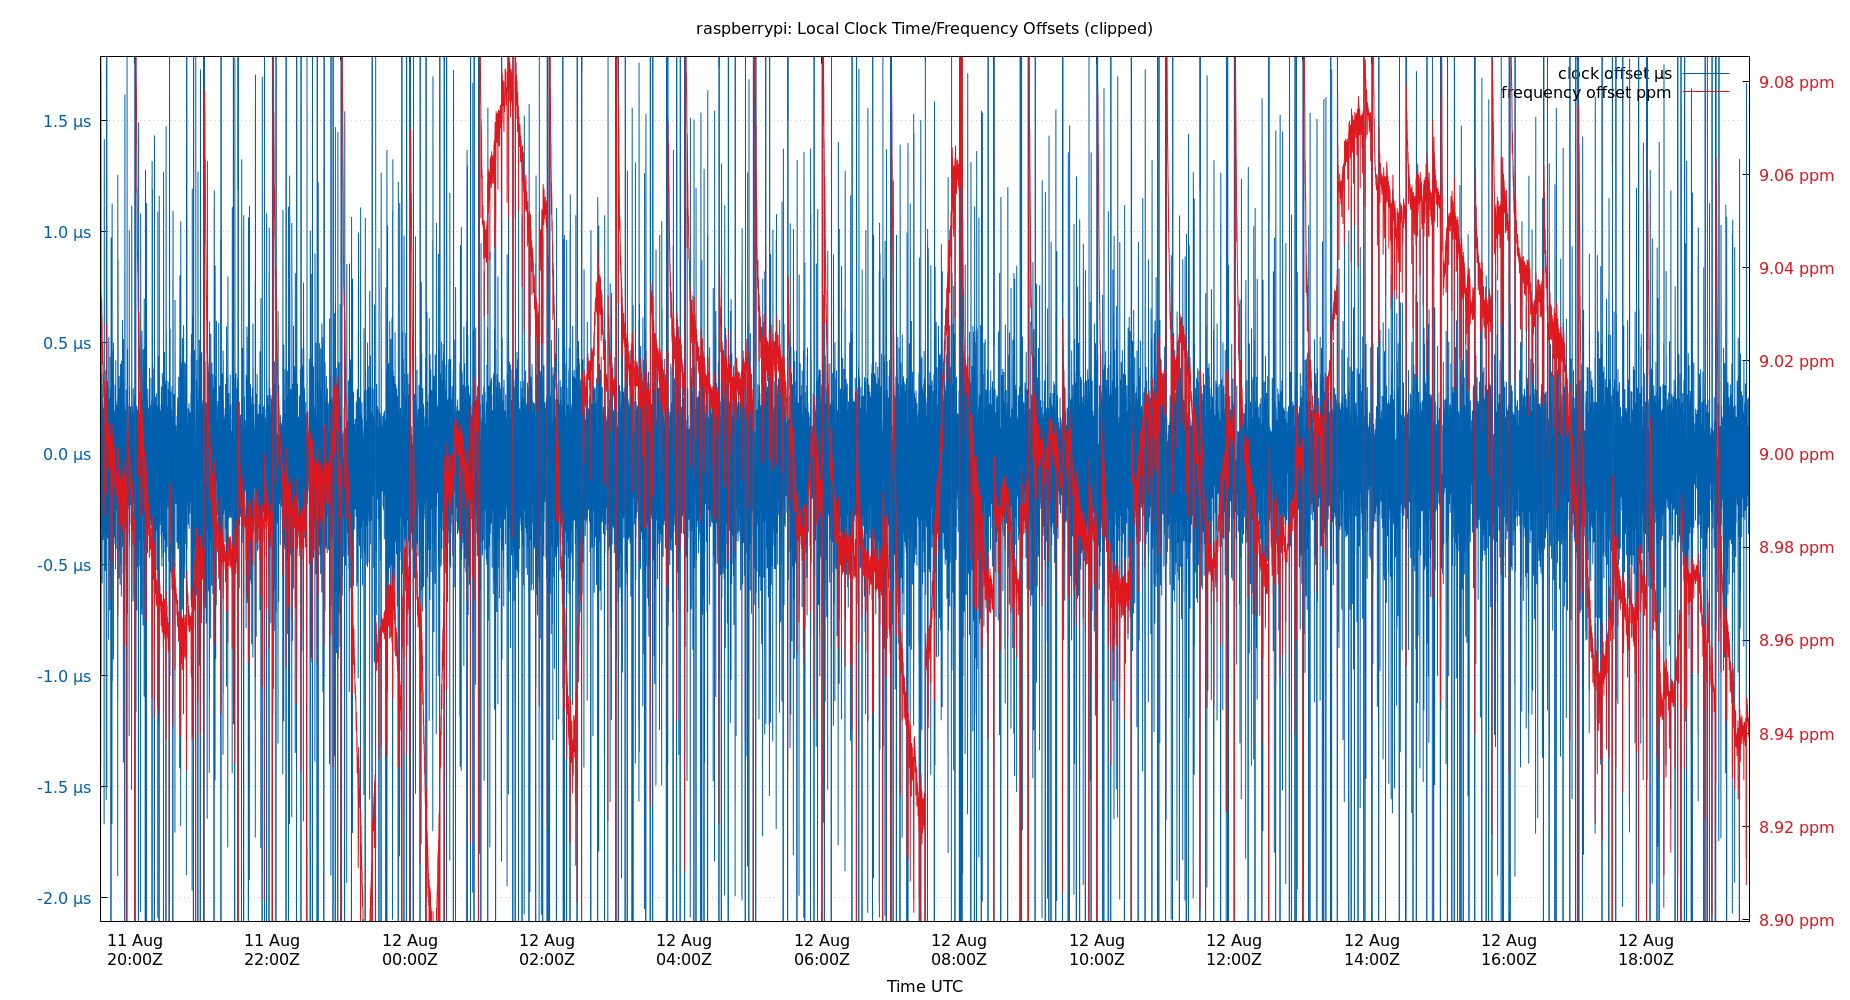 raspberrypi: Local Clock Time/Frequency Offsets (clipped)
clock offset µs
frequency offset ppm
1.5 µs
1.0 µs
0.5 µs
0.0 µs
-0.5 µs
-1.0 µs
-1.5 µs
-2.0 µs
9.08 ppm
9.06 ppm
9.04 ppm
9.02 ppm
9.00 ppm
8.98 ppm
8.96 ppm
8.94 ppm
8.92 ppm
8.90 ppm
11 Aug 11 Aug 12 Aug 12 Aug 12 Aug 12 Aug 12 Aug 12 Aug 12 Aug 12 Aug 12 Aug 12 Aug
20:00Z 22:00Z 00:00Z 02:00Z 04:00Z 06:00Z 08:00Z 10:00Z 12:00Z 14:00Z 16:00Z 18:00Z
Time UTC